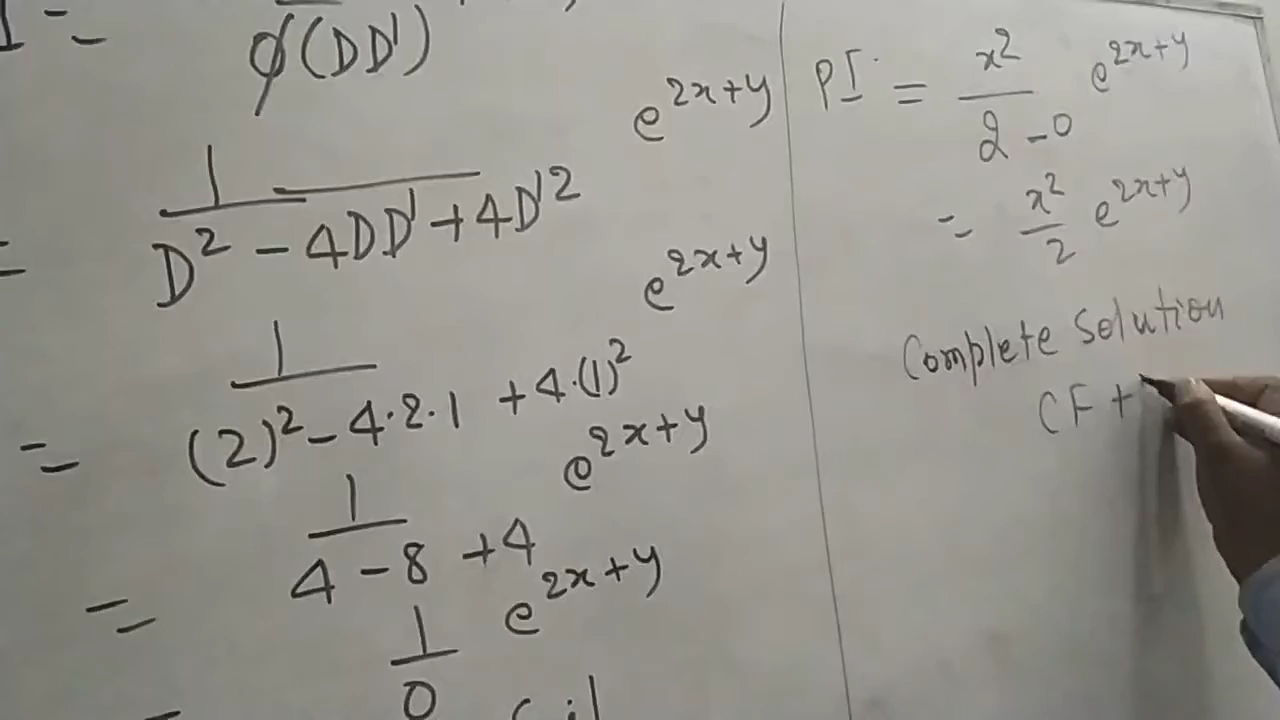 I = ϕ(DD')
= 1 / D² - 4DD' + 4D'² e^{2x+y}
= 1 / (2)² - 4·2·1 + 4·(1)² e^{2x+y}
= 1 / 4 - 8 + 4 e^{2x+y}
= 1 / 0 e^{2x+y}
PI = x² / 2 - 0 e^{2x+y}
= x² / 2 e^{2x+y}
Complete Solution
CF +